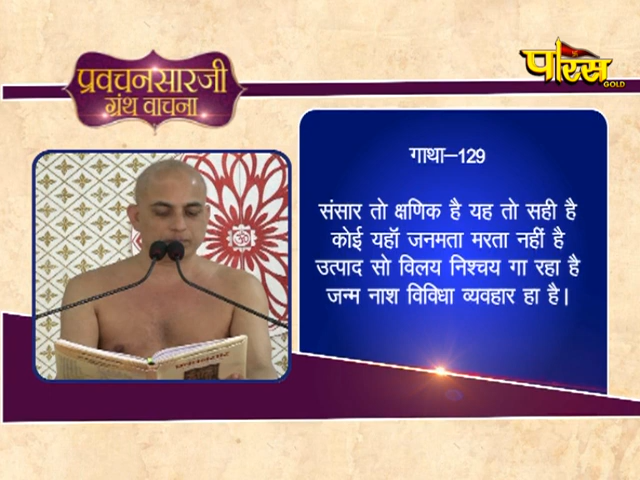 प्रवचनसारजी
ग्रंथ वाचना
पारस
GOLD
गाथा–129
संसार तो क्षणिक है यह तो सही है
कोई यहाँ जनमता मरता नहीं है
उत्पाद सो विलय निश्चय गा रहा है
जन्म नाश विविधा व्यवहार हा है।